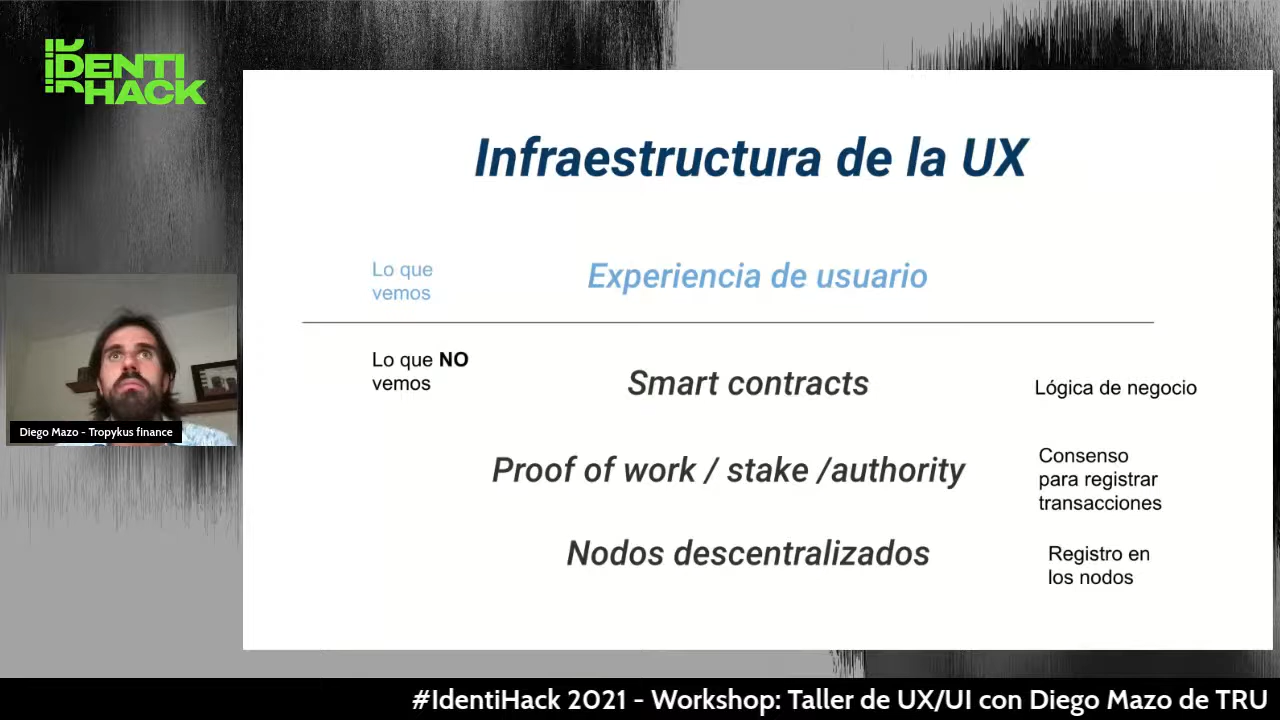 IDENTI
HACK
Infraestructura de la UX
Lo que
vemos
Experiencia de usuario
Lo que NO
vemos
Smart contracts
Lógica de negocio
Proof of work / stake /authority
Consenso
para registrar
transacciones
Nodos descentralizados
Registro en
los nodos
Diego Mazo - Tropykus finance
#IdentiHack 2021 - Workshop: Taller de UX/UI con Diego Mazo de TRU